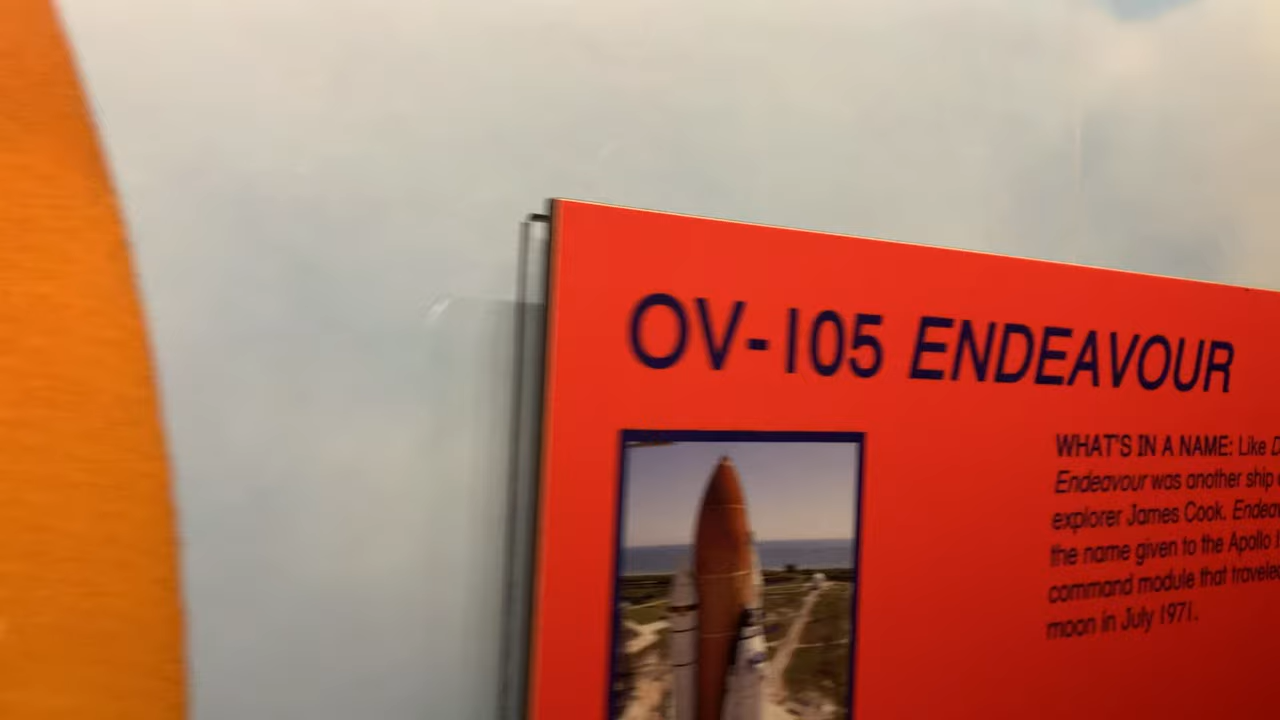 OV-105 ENDEAVOUR
WHAT'S IN A NAME: Like
Endeavour was another ship
explorer James Cook.
the name given to the Apollo
command module that
moon in July 1971.